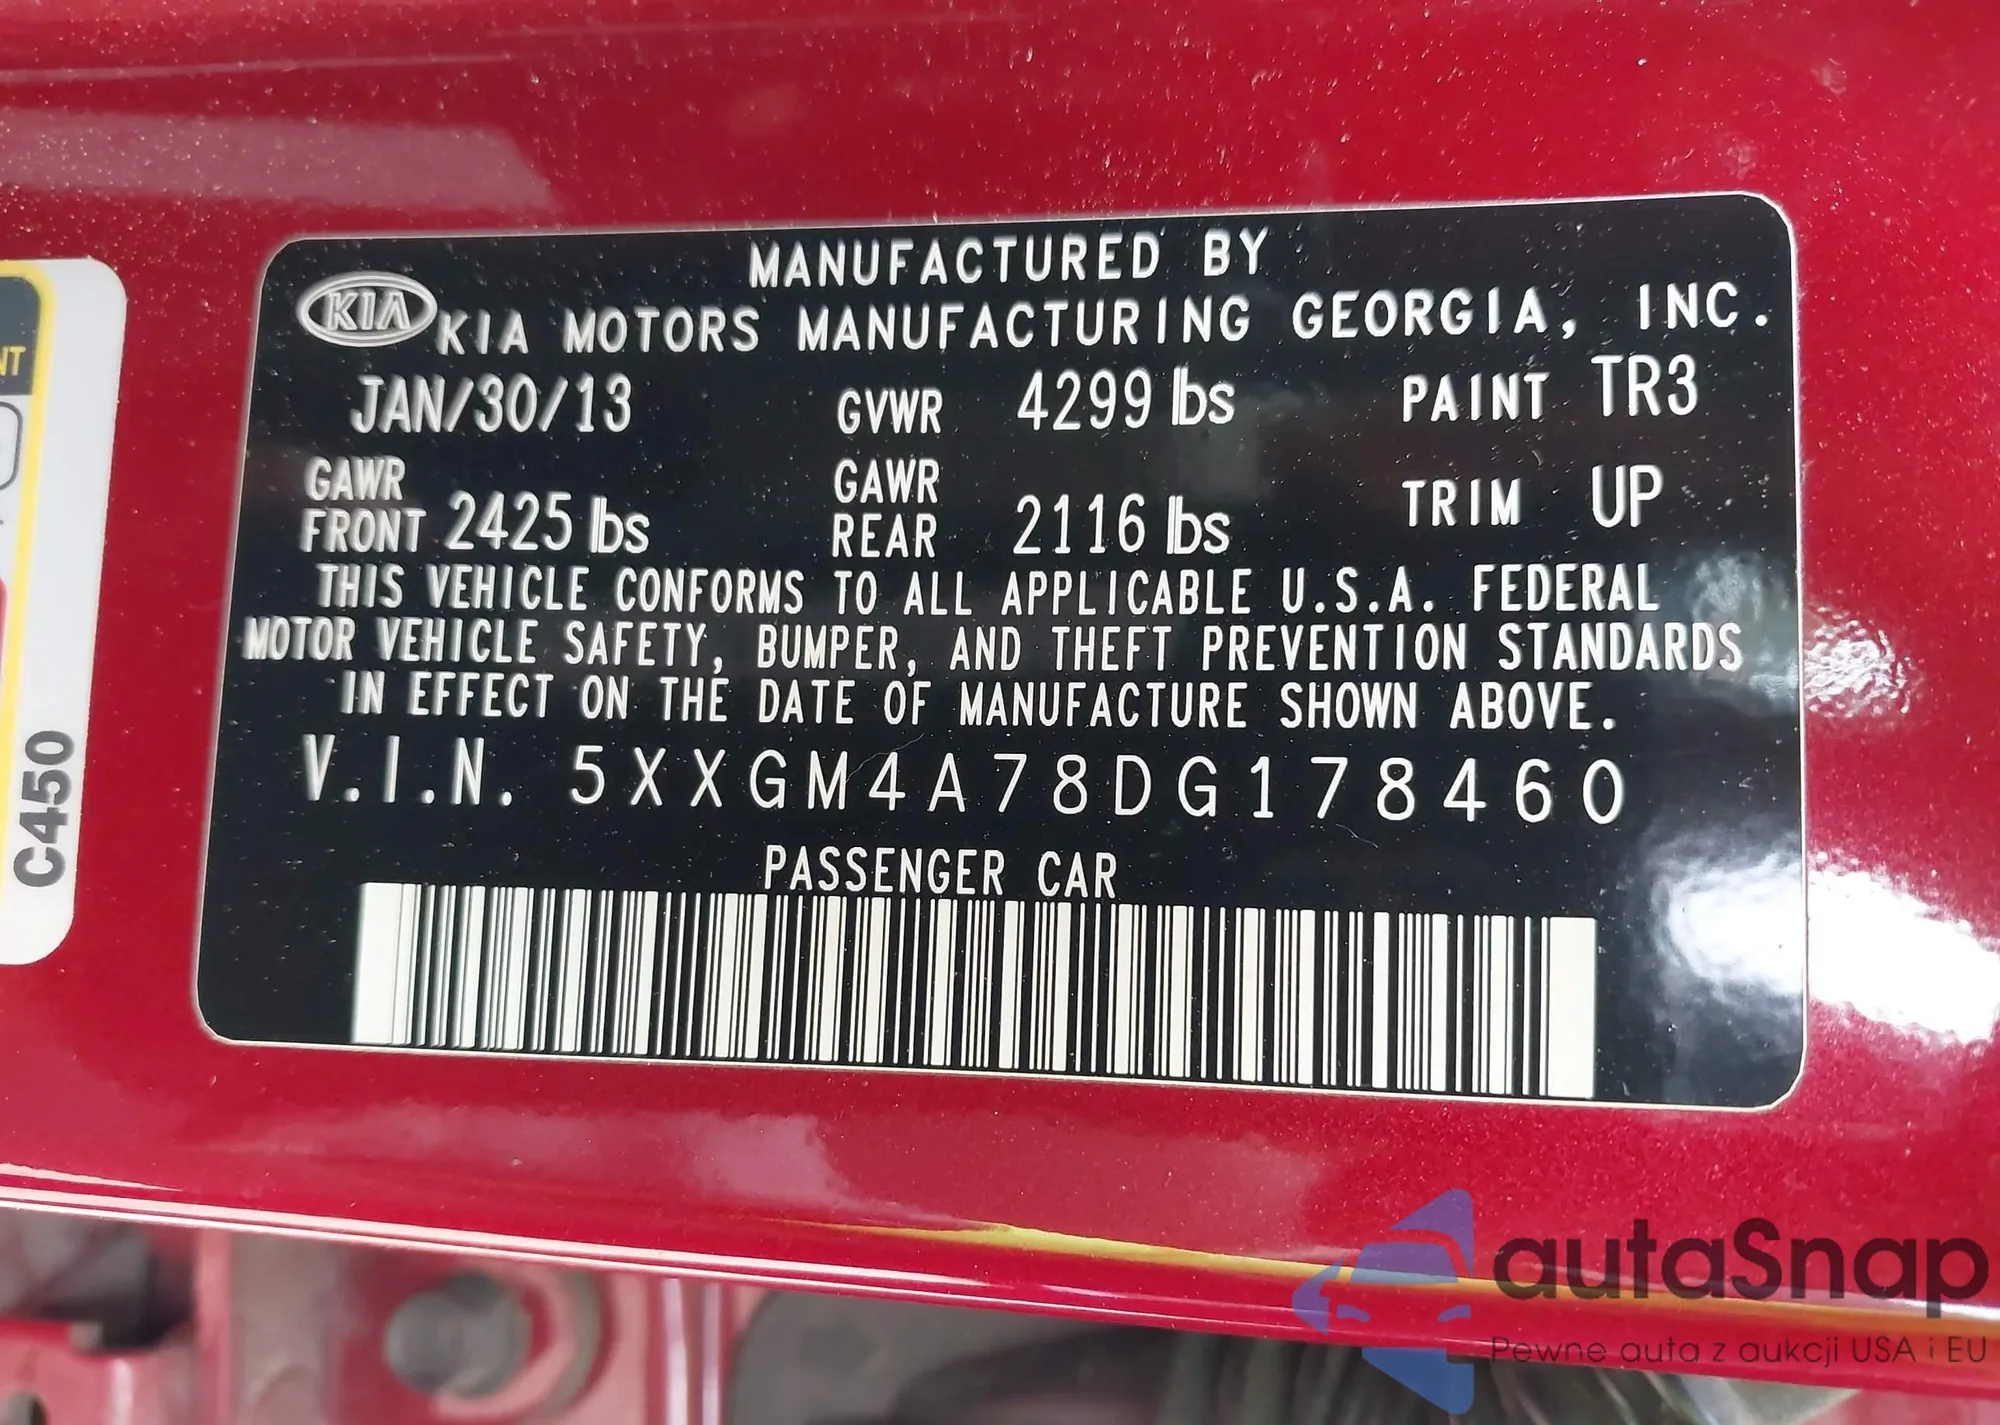 MANUFACTURED BY
KIA KIA MOTORS MANUFACTURING GEORGIA, INC.
JAN/30/13 GVWR 4299 lbs PAINT TR3
GAWR FRONT 2425 lbs GAWR REAR 2116 lbs TRIM UP
THIS VEHICLE CONFORMS TO ALL APPLICABLE U.S.A. FEDERAL
MOTOR VEHICLE SAFETY, BUMPER, AND THEFT PREVENTION STANDARDS
IN EFFECT ON THE DATE OF MANUFACTURE SHOWN ABOVE.
V.I.N. 5XXGM4A78DG178460
PASSENGER CAR
NT
C450
autaSnap
Pewne auta z aukcji USA i EU